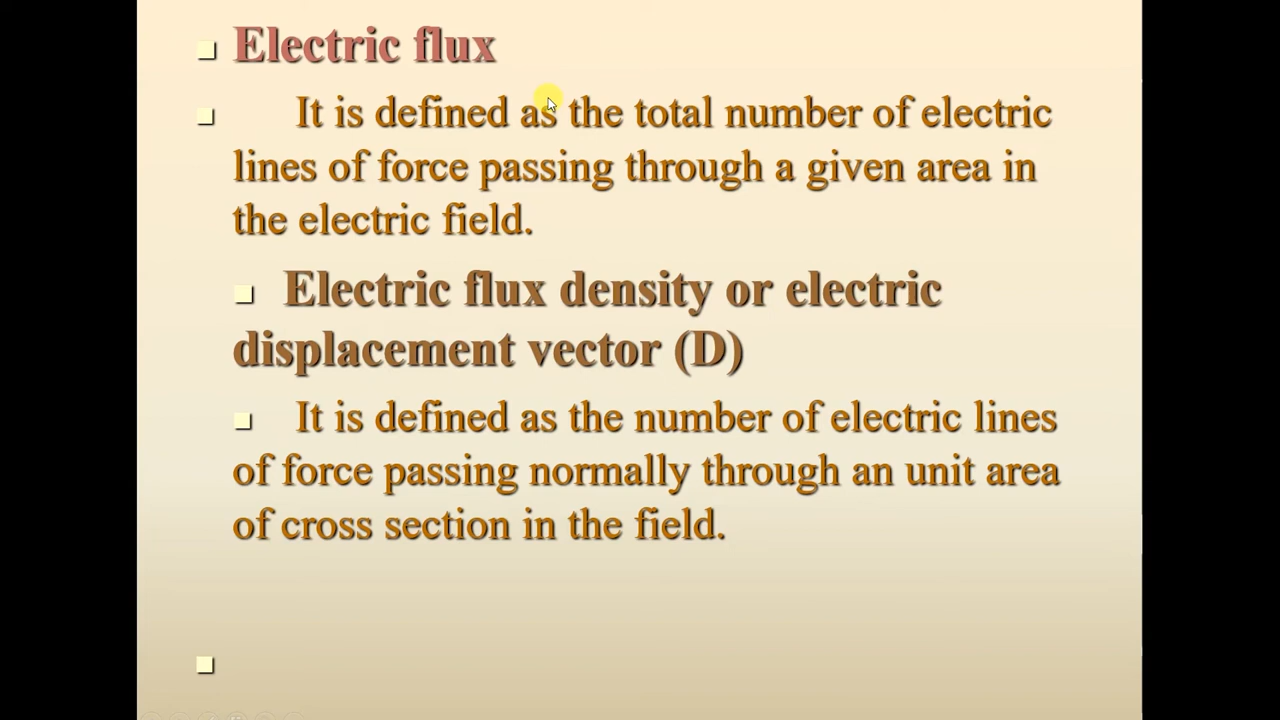 Electric flux
It is defined as the total number of electric
lines of force passing through a given area in
the electric field.
Electric flux density or electric
displacement vector (D)
It is defined as the number of electric lines
of force passing normally through an unit area
of cross section in the field.